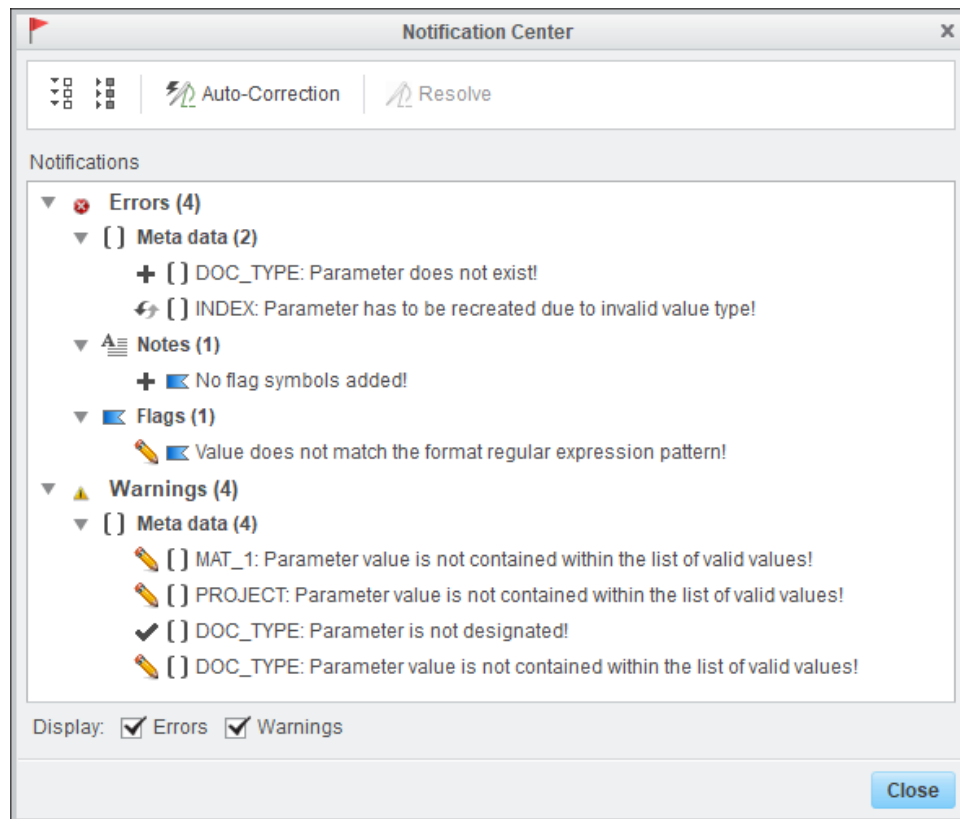 Notification Center
Auto-Correction Resolve
Notifications
Errors (4)
[ ] Meta data (2)
[ ] DOC_TYPE: Parameter does not exist!
[ ] INDEX: Parameter has to be recreated due to invalid value type!
Notes (1)
No flag symbols added!
Flags (1)
Value does not match the format regular expression pattern!
Warnings (4)
[ ] Meta data (4)
[ ] MAT_1: Parameter value is not contained within the list of valid values!
[ ] PROJECT: Parameter value is not contained within the list of valid values!
[ ] DOC_TYPE: Parameter is not designated!
[ ] DOC_TYPE: Parameter value is not contained within the list of valid values!
Display: Errors Warnings
Close